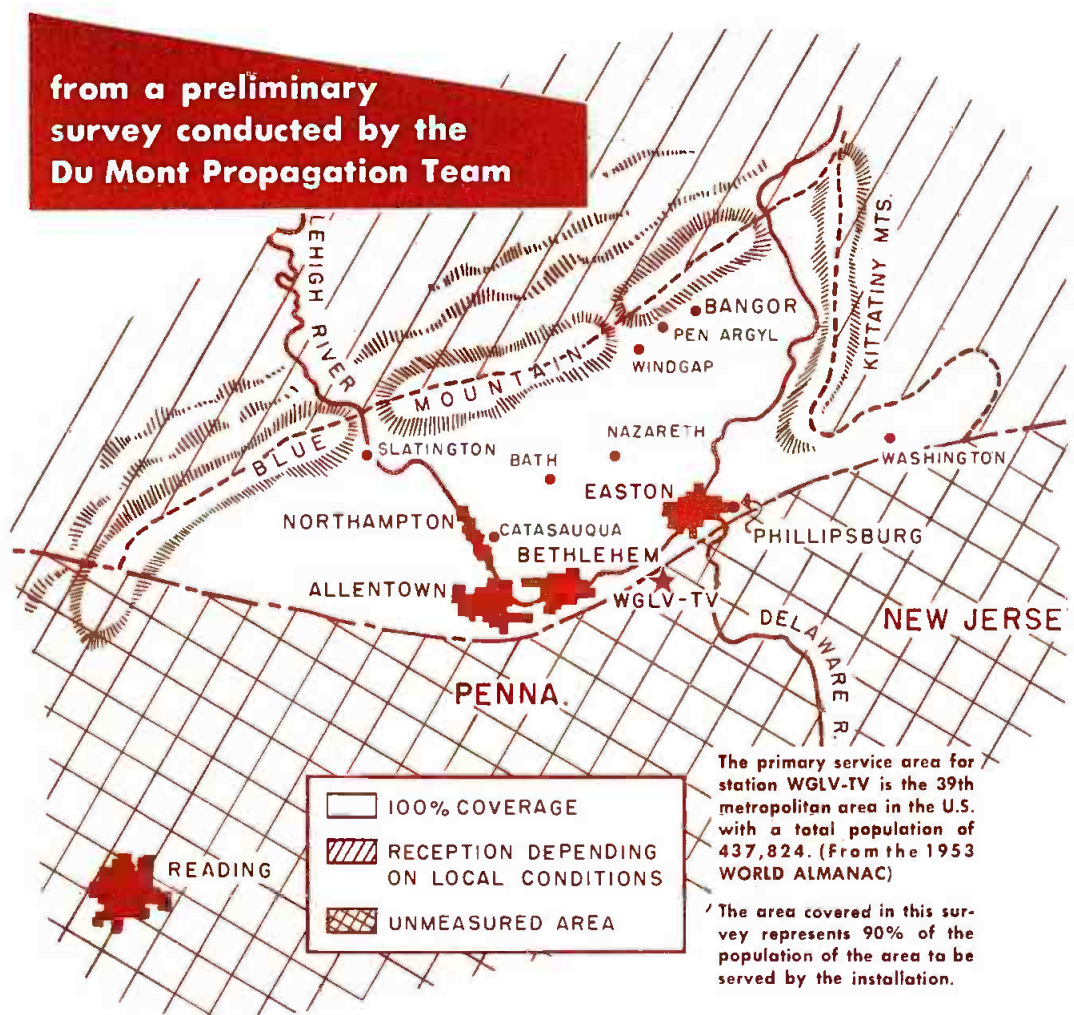 from a preliminary
survey conducted by the
Du Mont Propagation Team
LEHIGH RIVER
KITTATINY MTS.
BANGOR
PEN ARGYL
WINDGAP
BLUE MOUNTAIN
SLATINGTON
NAZARETH
BATH
WASHINGTON
EASTON
NORTHAMPTON
CATASAUQUA
PHILLIPSBURG
BETHLEHEM
ALLENTOWN
WGLV-TV
DELAWARE R.
NEW JERSE
PENNA.
READING
100% COVERAGE
RECEPTION DEPENDING
ON LOCAL CONDITIONS
UNMEASURED AREA
The primary service area for
station WGLV-TV is the 39th
metropolitan area in the U.S.
with a total population of
437,824. (From the 1953
WORLD ALMANAC)
The area covered in this sur-
vey represents 90% of the
population of the area to be
served by the installation.